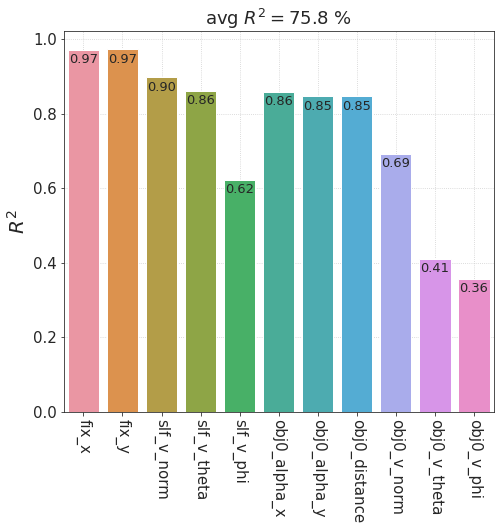 avg R² = 75.8 %
R²
1.0
0.8
0.6
0.4
0.2
0.0
0.97
0.97
0.90
0.86
0.62
0.86
0.85
0.85
0.69
0.41
0.36
fix_x
fix_y
slf_v_norm
slf_v_theta
slf_v_phi
obj0_alpha_x
obj0_alpha_y
obj0_distance
obj0_v_norm
obj0_v_theta
obj0_v_phi